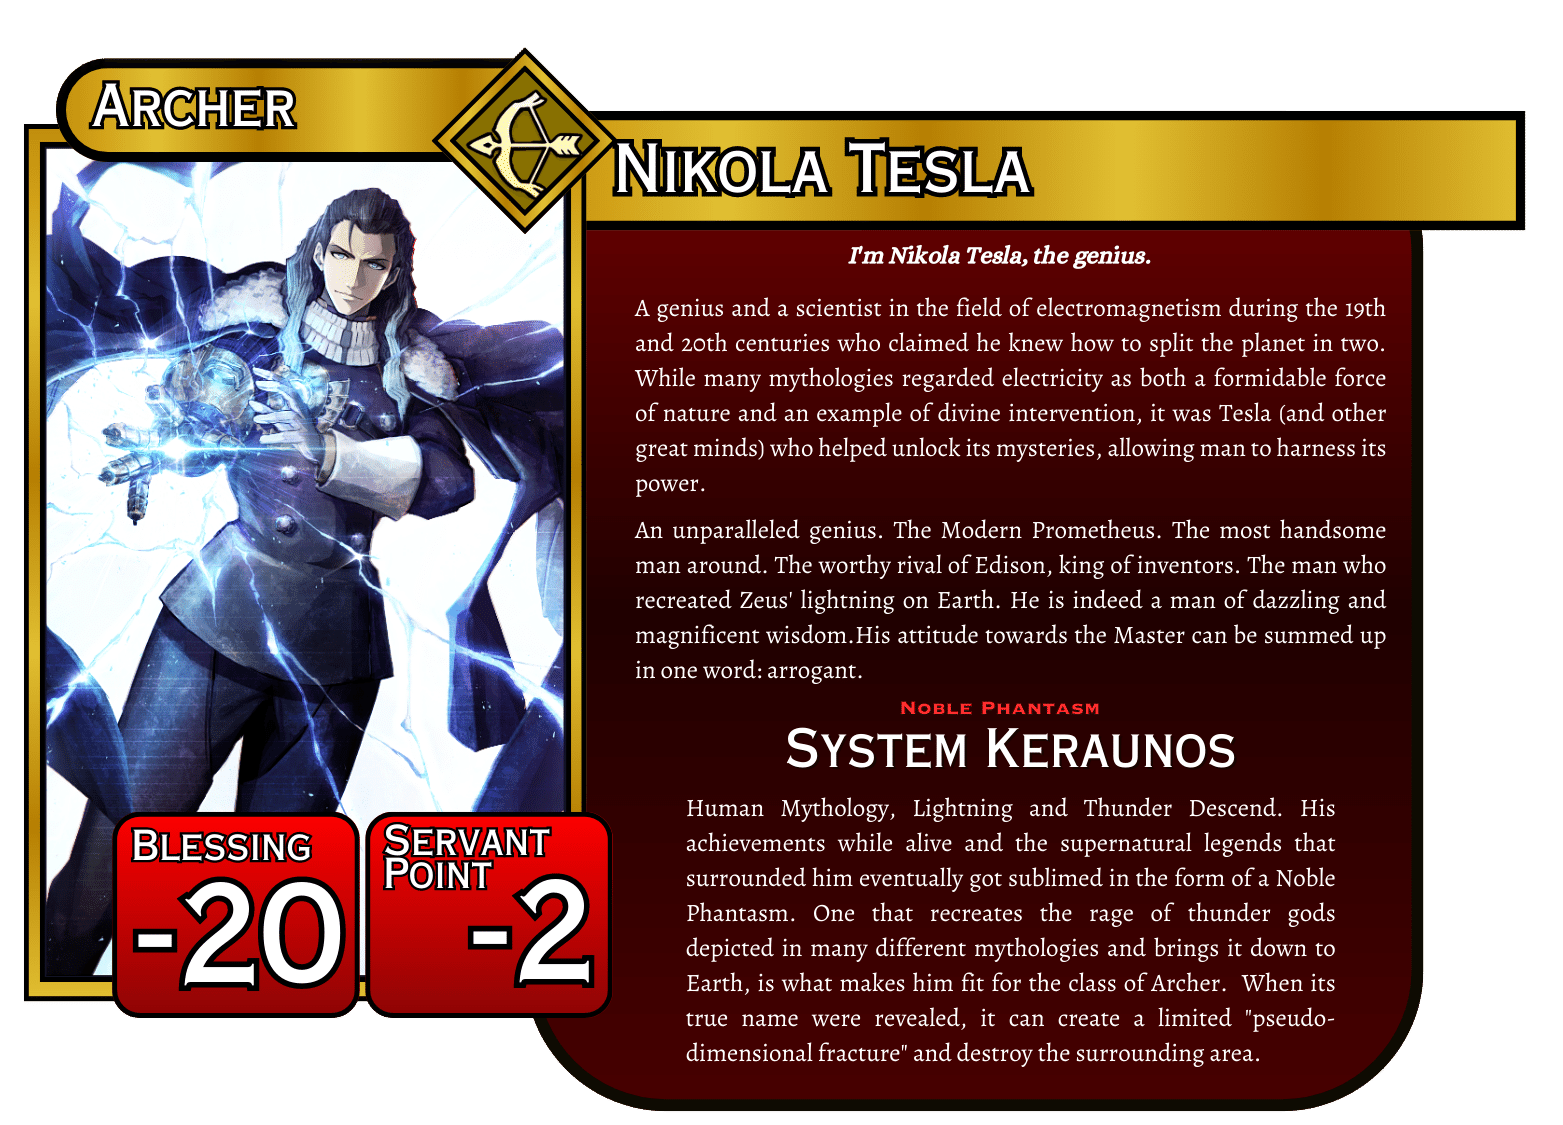 Archer
Nikola Tesla
I'm Nikola Tesla, the genius.
A genius and a scientist in the field of electromagnetism during the 19th
and 20th centuries who claimed he knew how to split the planet in two.
While many mythologies regarded electricity as both a formidable force
of nature and an example of divine intervention, it was Tesla (and other
great minds) who helped unlock its mysteries, allowing man to harness its
power.
An unparalleled genius. The Modern Prometheus. The most handsome
man around. The worthy rival of Edison, king of inventors. The man who
recreated Zeus' lightning on Earth. He is indeed a man of dazzling and
magnificent wisdom.His attitude towards the Master can be summed up
in one word: arrogant.
Noble Phantasm
System Keraunos
Human Mythology, Lightning and Thunder Descend. His
achievements while alive and the supernatural legends that
surrounded him eventually got sublimed in the form of a Noble
Phantasm. One that recreates the rage of thunder gods
depicted in many different mythologies and brings it down to
Earth, is what makes him fit for the class of Archer.  When its
true name were revealed, it can create a limited "pseudo-
dimensional fracture" and destroy the surrounding area.
Blessing
-20
Servant
Point
-2